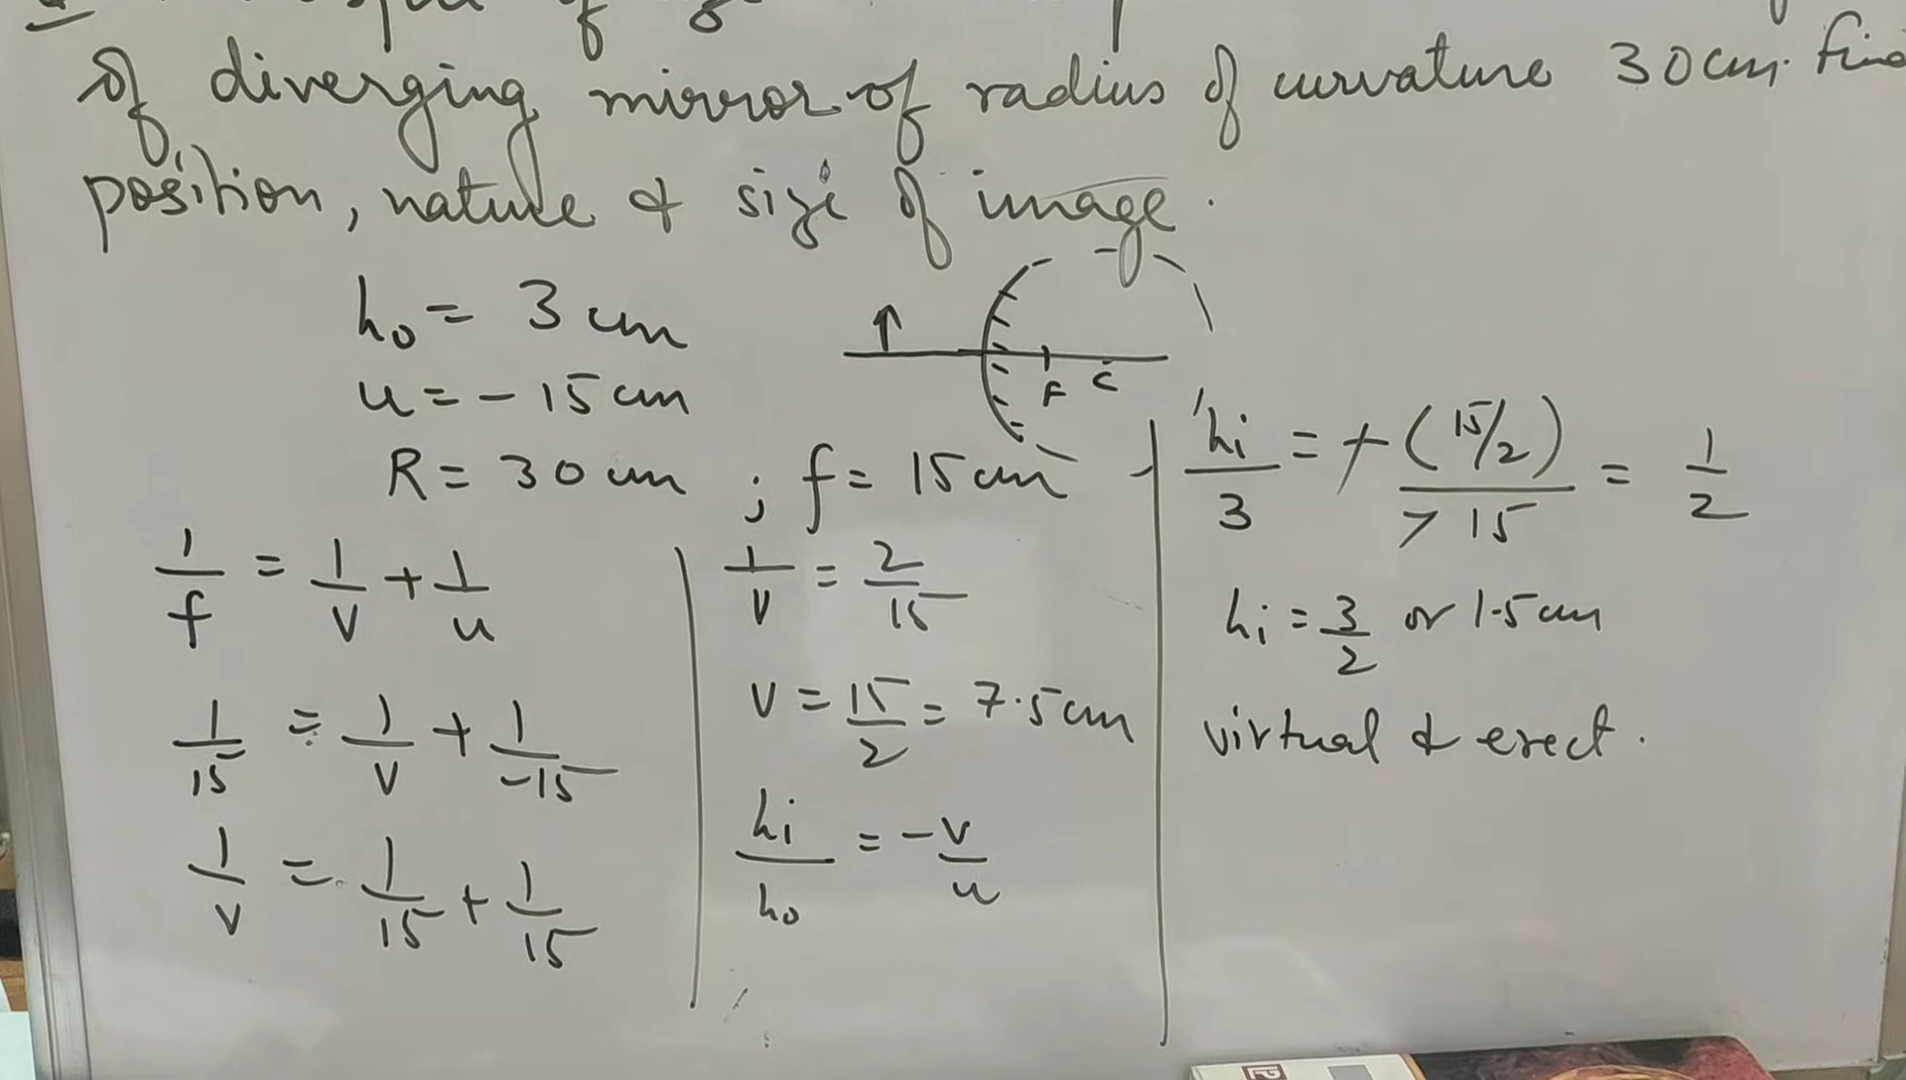 of
of diverging mirror of radius of curvature 30cm. find
position, nature & size of image.
h₀ = 3 cm
u = - 15 cm
R = 30 cm ; f = 15 cm
F C
1/f = 1/v + 1/u
1/15 = 1/v + 1/-15
1/v = 1/15 + 1/15
1/v = 2/15
v = 15/2 = 7.5 cm
hi/h₀ = -v/u
hi/3 = + (15/2) / 15 = 1/2
hi = 3/2 or 1.5 cm
virtual & erect.